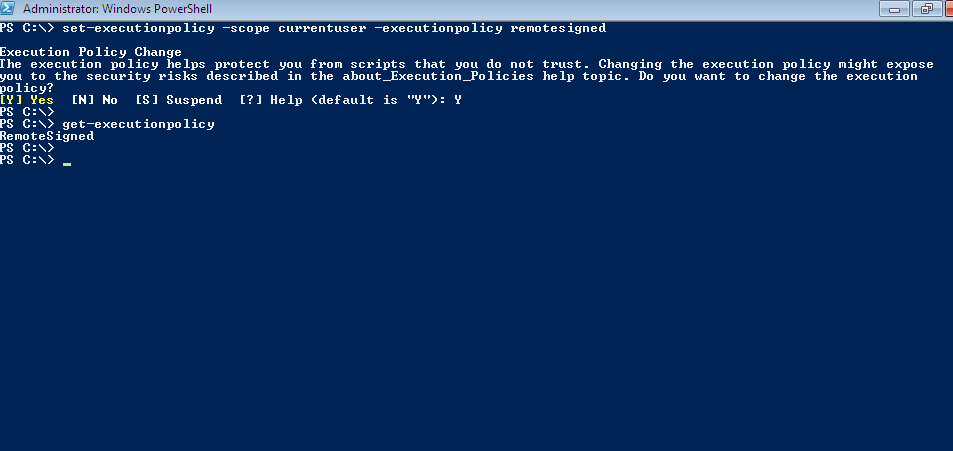 Administrator: Windows PowerShell
PS C:\> set-executionpolicy -scope currentuser -executionpolicy remotesigned
Execution Policy Change
The execution policy helps protect you from scripts that you do not trust. Changing the execution policy might expose
you to the security risks described in the about_Execution_Policies help topic. Do you want to change the execution
policy?
[Y] Yes  [N] No  [S] Suspend  [?] Help (default is "Y"): Y
PS C:\>
PS C:\> get-executionpolicy
RemoteSigned
PS C:\>
PS C:\> _